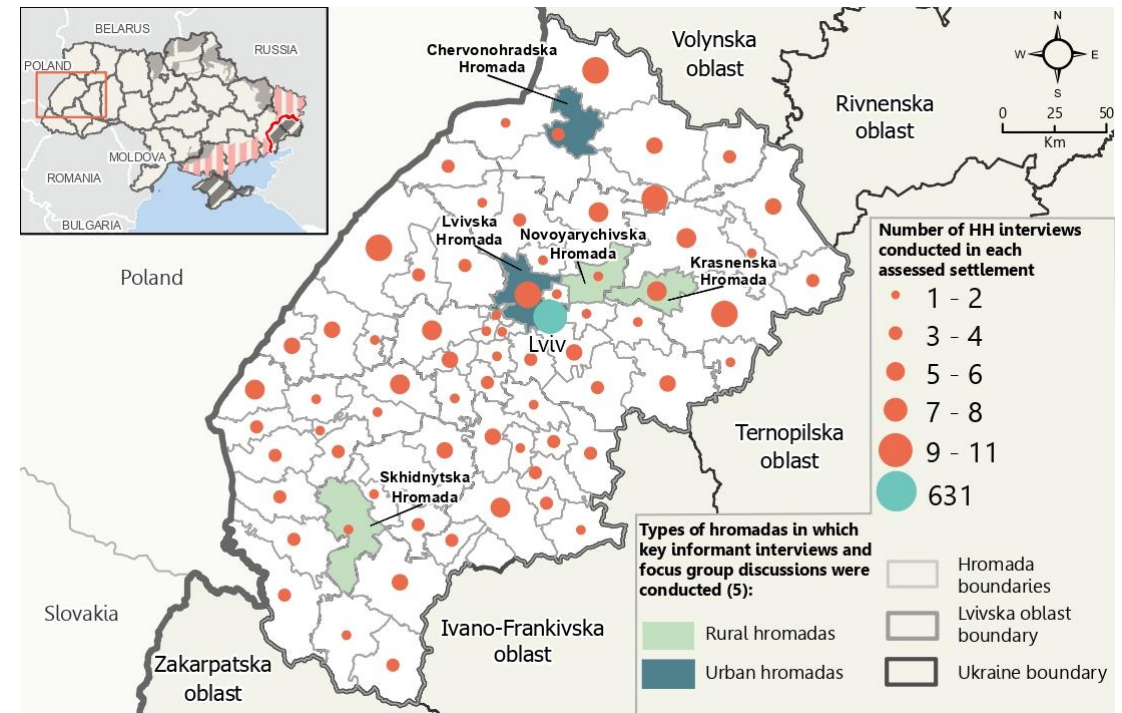 BELARUS
RUSSIA
POLAND
MOLDOVA
ROMANIA
BULGARIA
Chervonohradska
Hromada
Volynska
oblast
N
W
E
S
Rivnenska
oblast
0 25 50
Km
Lvivska
Hromada
Novoyarychivska
Hromada
Krasnenska
Hromada
Poland
Lviv
Number of HH interviews
conducted in each
assessed settlement
1 - 2
3 - 4
5 - 6
7 - 8
9 - 11
631
Ternopilska
oblast
Skhidnytska
Hromada
Types of hromadas in which
key informant interviews and
focus group discussions were
conducted (5):
Rural hromadas
Urban hromadas
Hromada
boundaries
Lvivska oblast
boundary
Ukraine boundary
Slovakia
Ivano-Frankivska
oblast
Zakarpatska
oblast